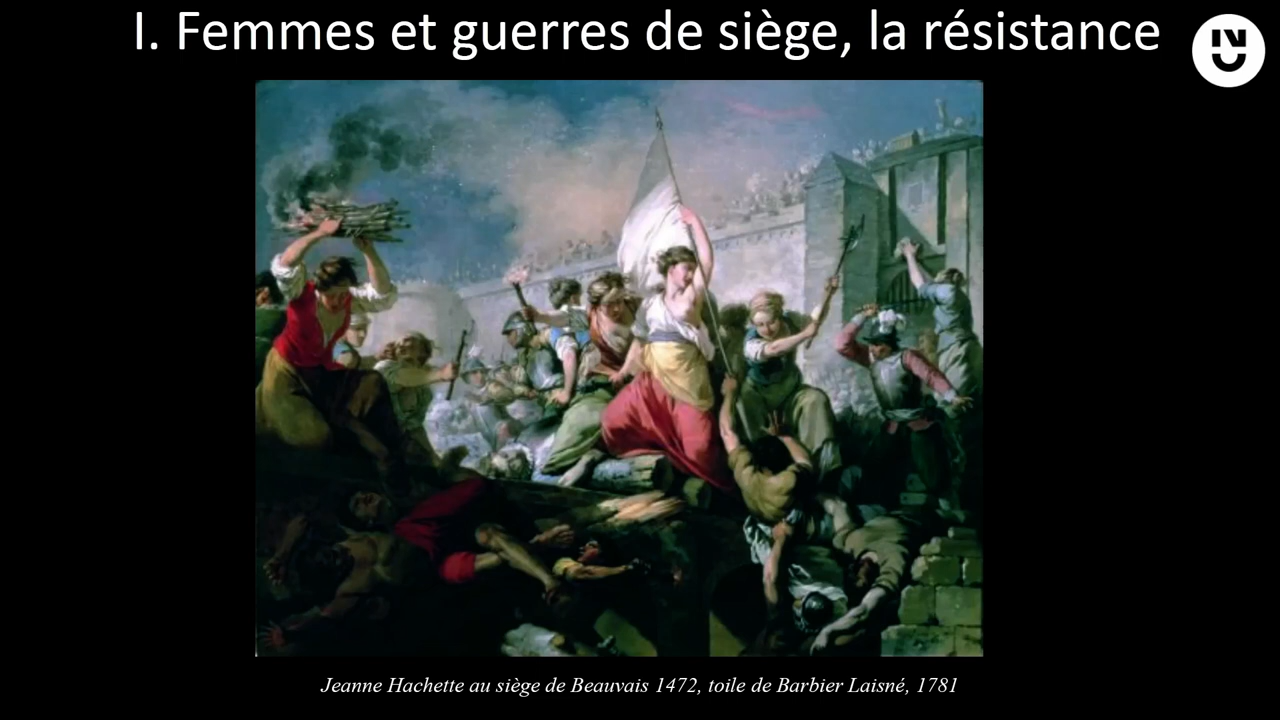 I. Femmes et guerres de siège, la résistance
IUF
Jeanne Hachette au siège de Beauvais 1472, toile de Barbier Laisné, 1781